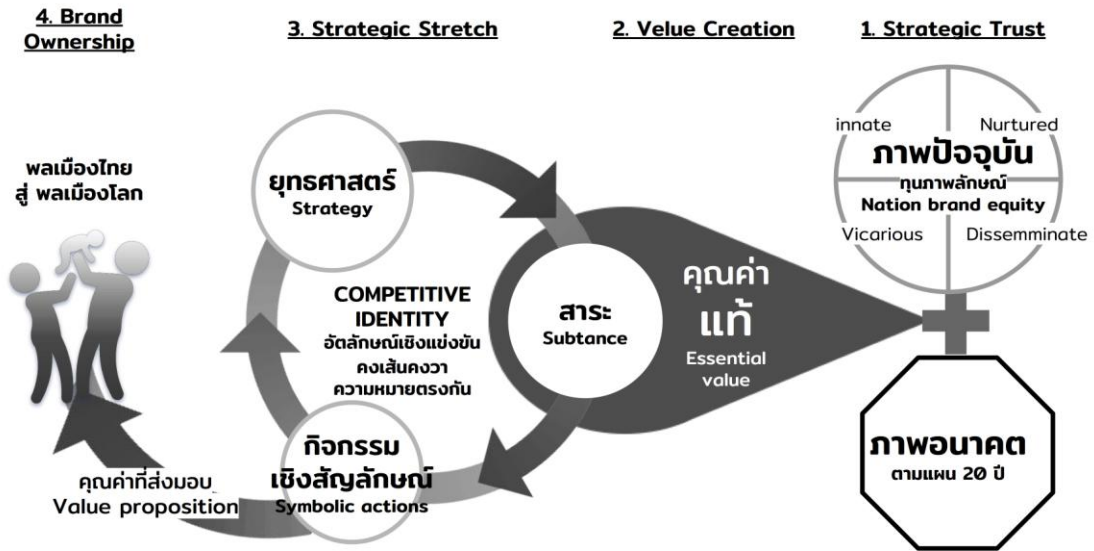 4. Brand
Ownership
3. Strategic Stretch
2. Velue Creation
1. Strategic Trust
พลเมืองไทย
สู่ พลเมืองโลก
ยุทธศาสตร์
Strategy
COMPETITIVE
IDENTITY
อัตลักษณ์เชิงแข่งขัน
คงเส้นคงวา
ความหมายตรงกัน
กิจกรรม
เชิงสัญลักษณ์
Symbolic actions
คุณค่าที่ส่งมอบ
Value proposition
สาระ
Subtance
คุณค่า
แท้
Essential
value
innate
Nurtured
ภาพปัจจุบัน
ทุนภาพลักษณ์
Nation brand equity
Vicarious
Dissemminate
ภาพอนาคต
ตามแผน 20 ปี